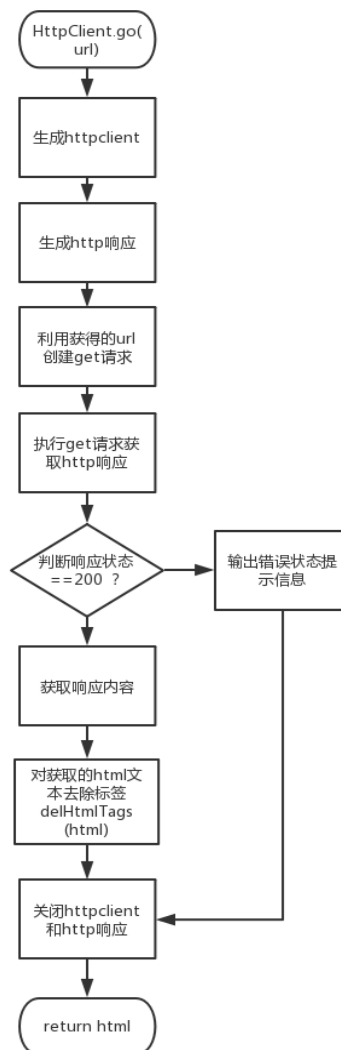 HttpClient.go(
url)
生成httpclient
生成http响应
利用获得的url
创建get请求
执行get请求获
取http响应
判断响应状态
==200 ？
输出错误状态提
示信息
获取响应内容
对获取的html文
本去除标签
delHtmlTags
(html)
关闭httpclient
和http响应
return html